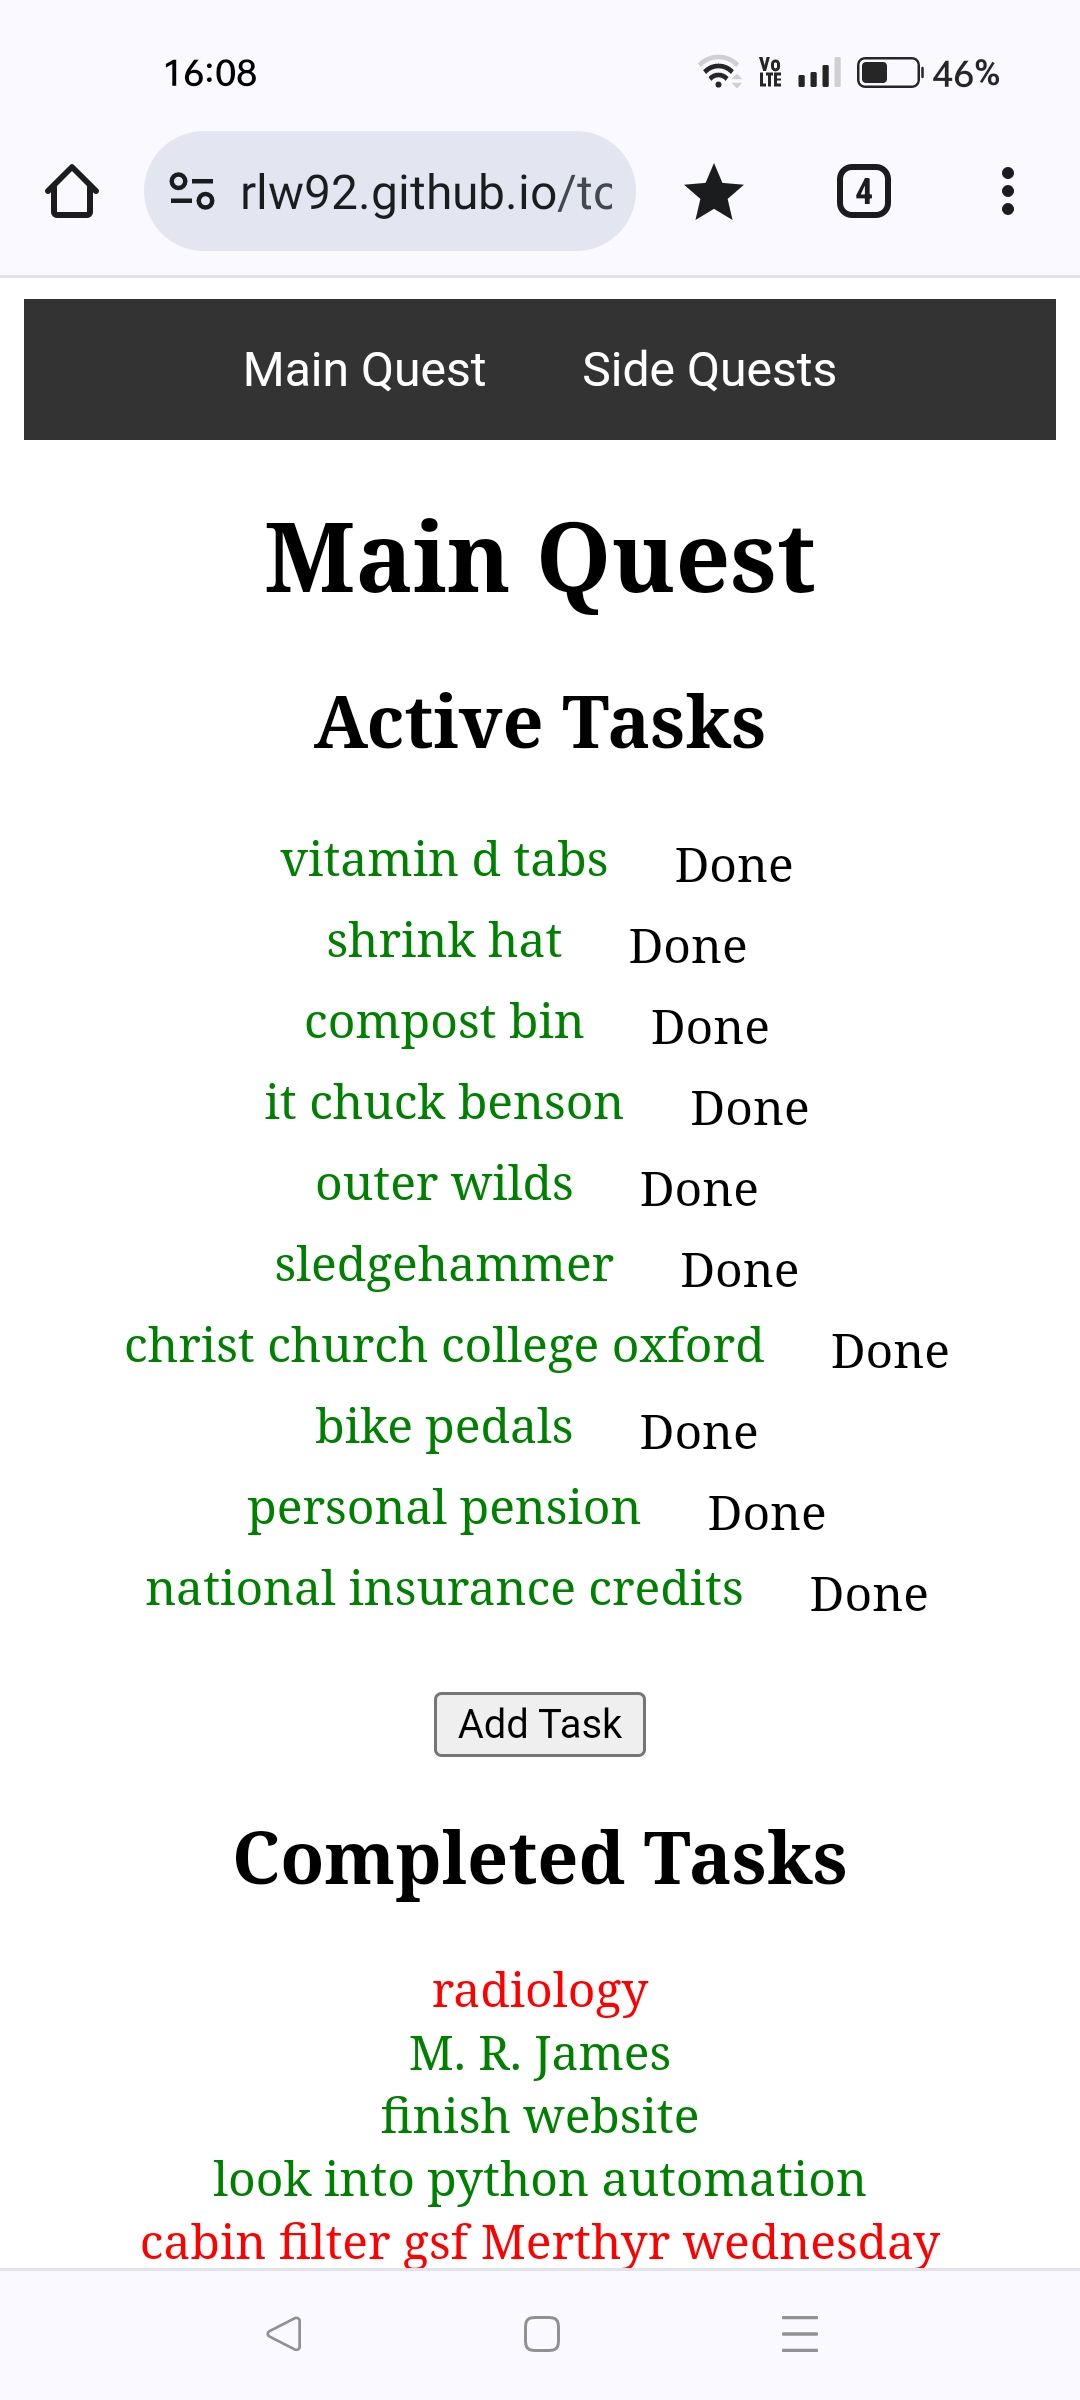 16:08 Vo LTE 46%
rlw92.github.io/to 4
Main Quest Side Quests
Main Quest
Active Tasks
vitamin d tabs Done
shrink hat Done
compost bin Done
it chuck benson Done
outer wilds Done
sledgehammer Done
christ church college oxford Done
bike pedals Done
personal pension Done
national insurance credits Done
Add Task
Completed Tasks
radiology
M. R. James
finish website
look into python automation
cabin filter gsf Merthyr wednesday